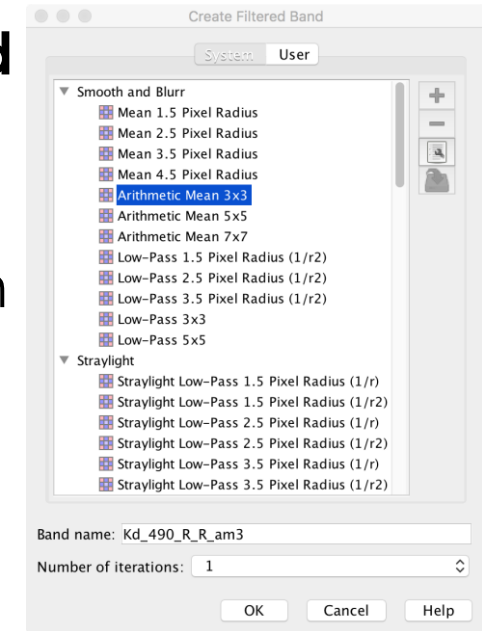 Create Filtered Band
d
System User
Smooth and Blurr
Mean 1.5 Pixel Radius
Mean 2.5 Pixel Radius
Mean 3.5 Pixel Radius
Mean 4.5 Pixel Radius
Arithmetic Mean 3x3
Arithmetic Mean 5x5
Arithmetic Mean 7x7
Low-Pass 1.5 Pixel Radius (1/r2)
n
Low-Pass 2.5 Pixel Radius (1/r2)
Low-Pass 3.5 Pixel Radius (1/r2)
Low-Pass 3x3
Low-Pass 5x5
Straylight
Straylight Low-Pass 1.5 Pixel Radius (1/r)
Straylight Low-Pass 1.5 Pixel Radius (1/r2)
Straylight Low-Pass 2.5 Pixel Radius (1/r)
Straylight Low-Pass 2.5 Pixel Radius (1/r2)
Straylight Low-Pass 3.5 Pixel Radius (1/r)
Straylight Low-Pass 3.5 Pixel Radius (1/r2)
Band name: Kd_490_R_R_am3
Number of iterations: 1
OK Cancel Help